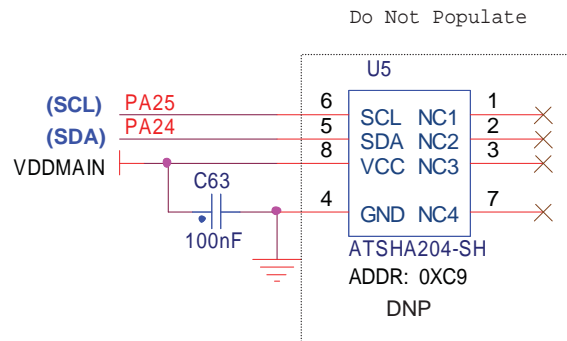 Do Not Populate
U5
(SCL) PA25 6 SCL NC1 1
(SDA) PA24 5 SDA NC2 2
VDDMAIN 8 VCC NC3 3
C63
4 GND NC4 7
100nF
ATSHA204-SH
ADDR: 0XC9
DNP